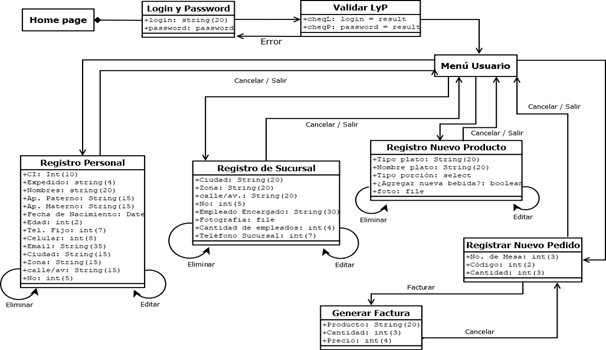 Home page
Login y Password
+login: string(20)
+password: password
Validar LyP
+cheqL: login = result
+cheqP: password = result
Error
Menú Usuario
Cancelar / Salir
Cancelar / Salir
Cancelar / Salir
Registro Personal
+CI: Int(10)
+Expedido: string(4)
+Nombres: string(20)
+Ap. Paterno: String(15)
+Ap. Materno: String(15)
+Fecha de Nacimiento: Date
+Edad: int(2)
+Tel. Fijo: int(7)
+Celular: int(8)
+Email: String(35)
+Ciudad: String(15)
+Zona: String(15)
+calle/av: String(15)
+No: int(5)
Eliminar
Editar
Registro de Sucursal
+Ciudad: String(20)
+Zona: String(20)
+calle/av.: String(20)
+No: int(5)
+Empleado Encargado: String(30)
+Fotografia: file
+Cantidad de empleados: int(4)
+Teléfono Sucursal: int(7)
Eliminar
Editar
Registro Nuevo Producto
+Tipo plato: String(20)
+Nombre plato: String(20)
+Tipo porción: select
+¿Agregar nueva bebida?: boolean
+foto: file
Eliminar
Editar
Cancelar / Salir
Registrar Nuevo Pedido
+No. de Mesa: int(3)
+Código: int(2)
+Cantidad: int(3)
Facturar
Generar Factura
+Producto: String(20)
+Cantidad: int(3)
+Precio: int(4)
Cancelar